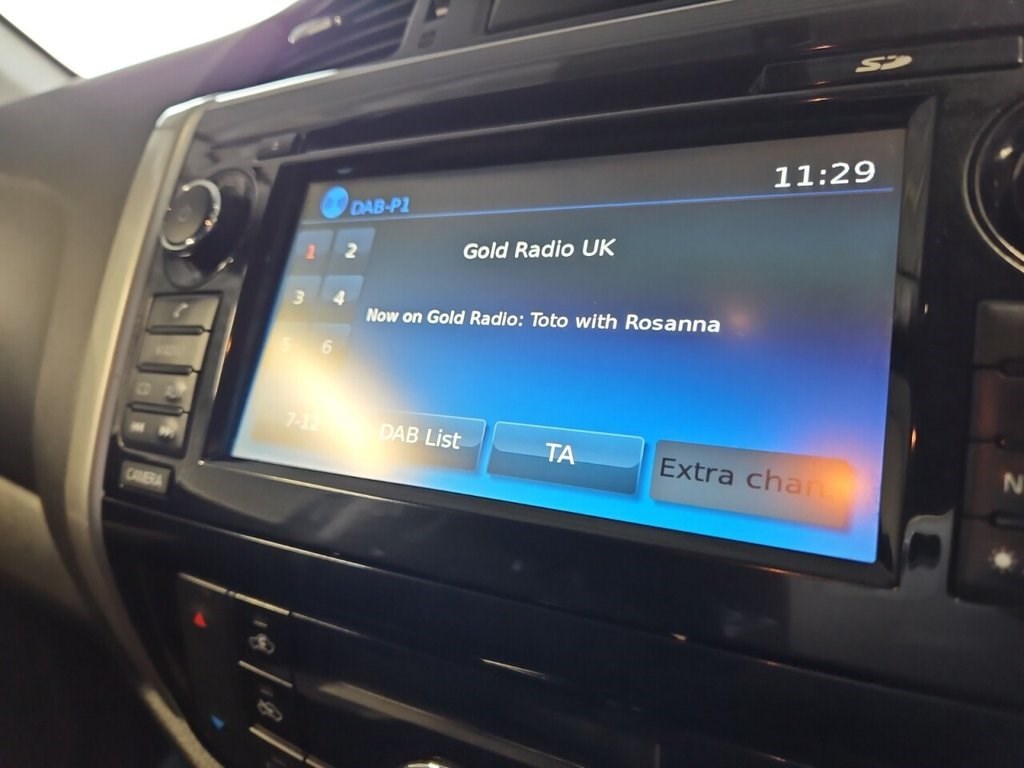 SD
11:29
DAB-P1
1 2
Gold Radio UK
3 4
Now on Gold Radio: Toto with Rosanna
5 6
7-12
DAB List
TA
Extra chan
CAMERA
N